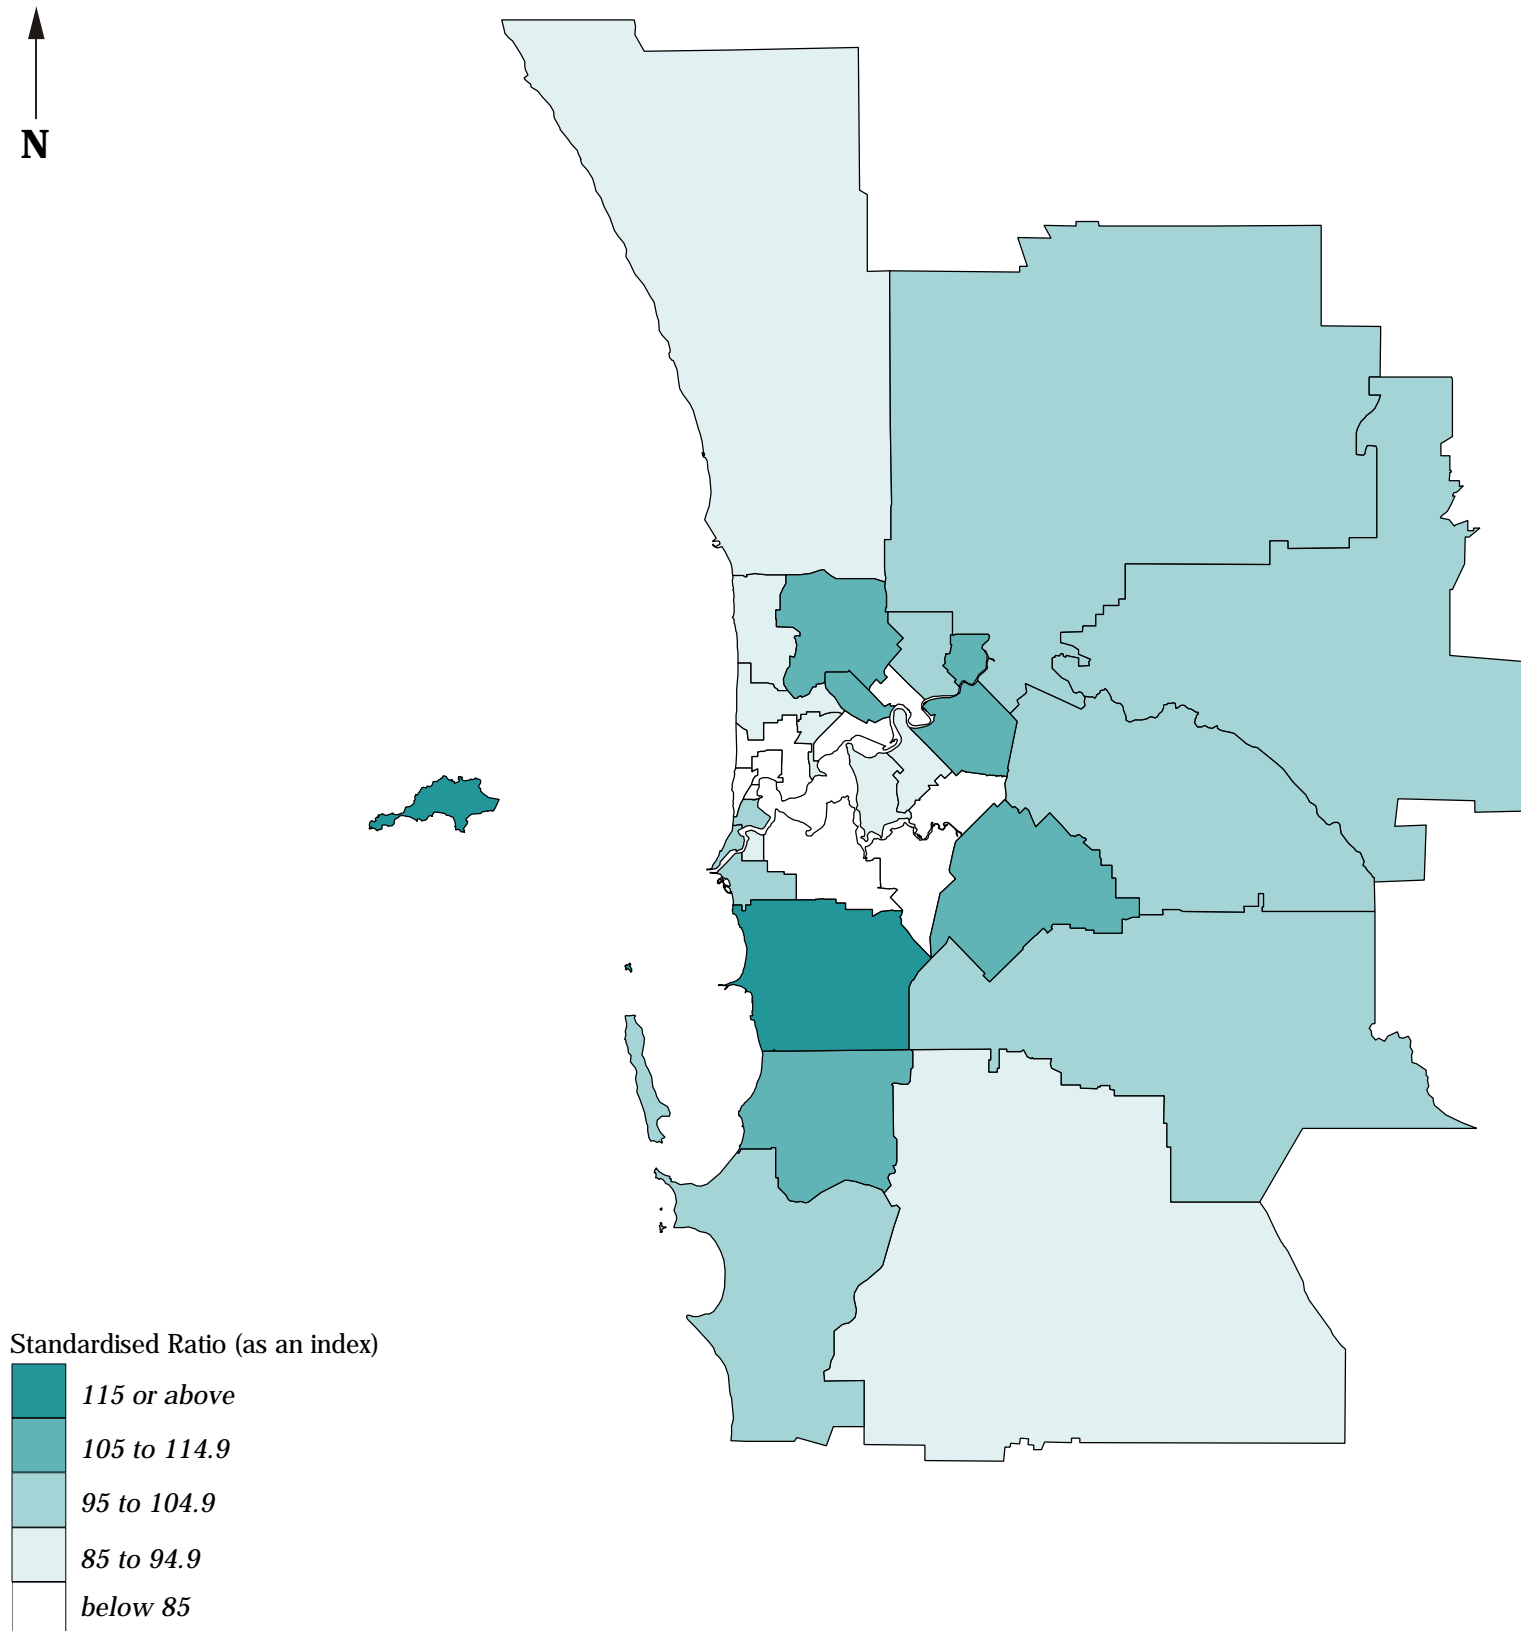 N
Standardised Ratio (as an index)
115 or above
105 to 114.9
95 to 104.9
85 to 94.9
below 85